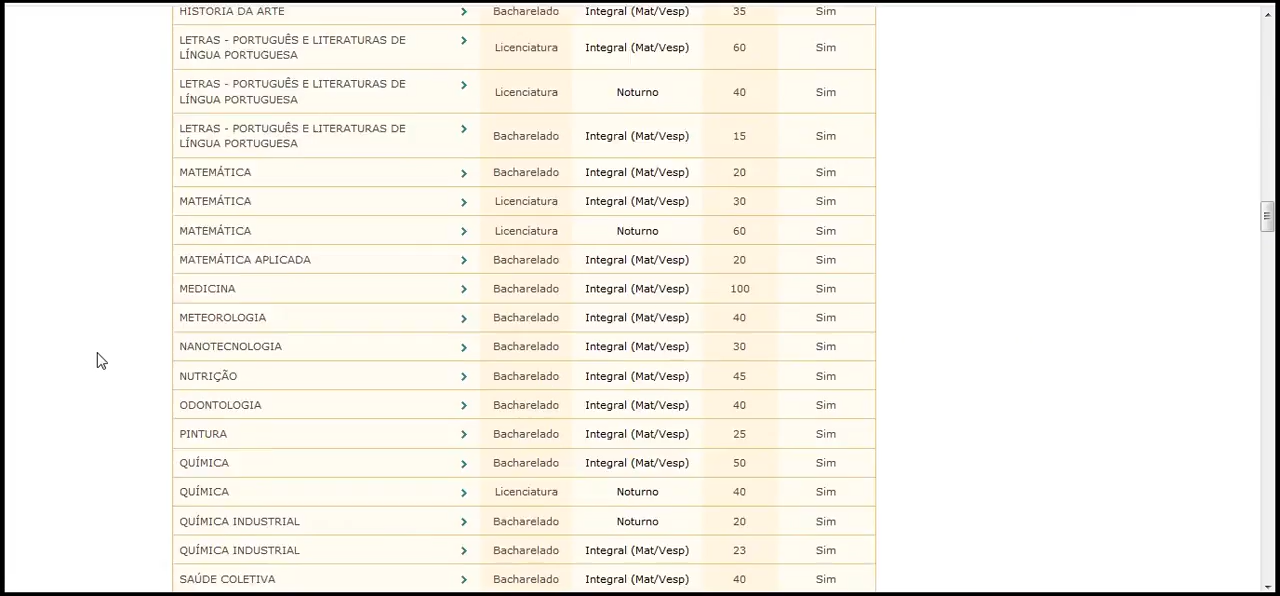 HISTÓRIA DA ARTE Bacharelado Integral (Mat/Vesp) 35 Sim
LETRAS - PORTUGUÊS E LITERATURAS DE
LÍNGUA PORTUGUESA Licenciatura Integral (Mat/Vesp) 60 Sim
LETRAS - PORTUGUÊS E LITERATURAS DE
LÍNGUA PORTUGUESA Licenciatura Noturno 40 Sim
LETRAS - PORTUGUÊS E LITERATURAS DE
LÍNGUA PORTUGUESA Bacharelado Integral (Mat/Vesp) 15 Sim
MATEMÁTICA Bacharelado Integral (Mat/Vesp) 20 Sim
MATEMÁTICA Licenciatura Integral (Mat/Vesp) 30 Sim
MATEMÁTICA Licenciatura Noturno 60 Sim
MATEMÁTICA APLICADA Bacharelado Integral (Mat/Vesp) 20 Sim
MEDICINA Bacharelado Integral (Mat/Vesp) 100 Sim
METEOROLOGIA Bacharelado Integral (Mat/Vesp) 40 Sim
NANOTECNOLOGIA Bacharelado Integral (Mat/Vesp) 30 Sim
NUTRIÇÃO Bacharelado Integral (Mat/Vesp) 45 Sim
ODONTOLOGIA Bacharelado Integral (Mat/Vesp) 40 Sim
PINTURA Bacharelado Integral (Mat/Vesp) 25 Sim
QUÍMICA Bacharelado Integral (Mat/Vesp) 50 Sim
QUÍMICA Licenciatura Noturno 40 Sim
QUÍMICA INDUSTRIAL Bacharelado Noturno 20 Sim
QUÍMICA INDUSTRIAL Bacharelado Integral (Mat/Vesp) 23 Sim
SAÚDE COLETIVA Bacharelado Integral (Mat/Vesp) 40 Sim